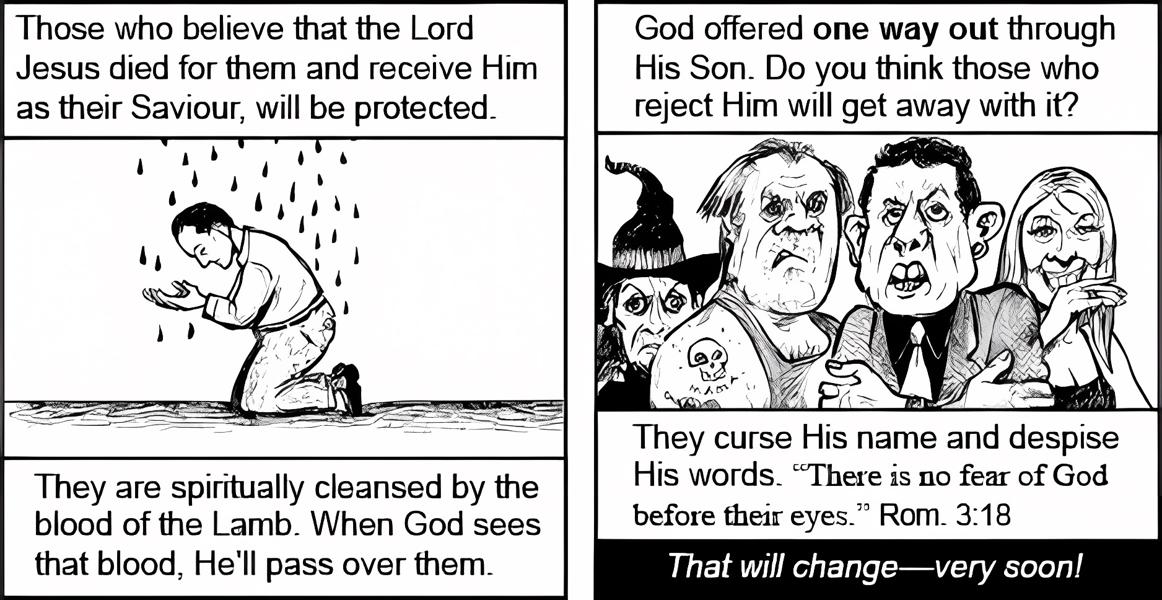 Those who believe that the Lord
Jesus died for them and receive Him
as their Saviour, will be protected.
They are spiritually cleansed by the
blood of the Lamb. When God sees
that blood, He'll pass over them.
God offered one way out through
His Son. Do you think those who
reject Him will get away with it?
They curse His name and despise
His words. “There is no fear of God
before their eyes.” Rom. 3:18
That will change—very soon!